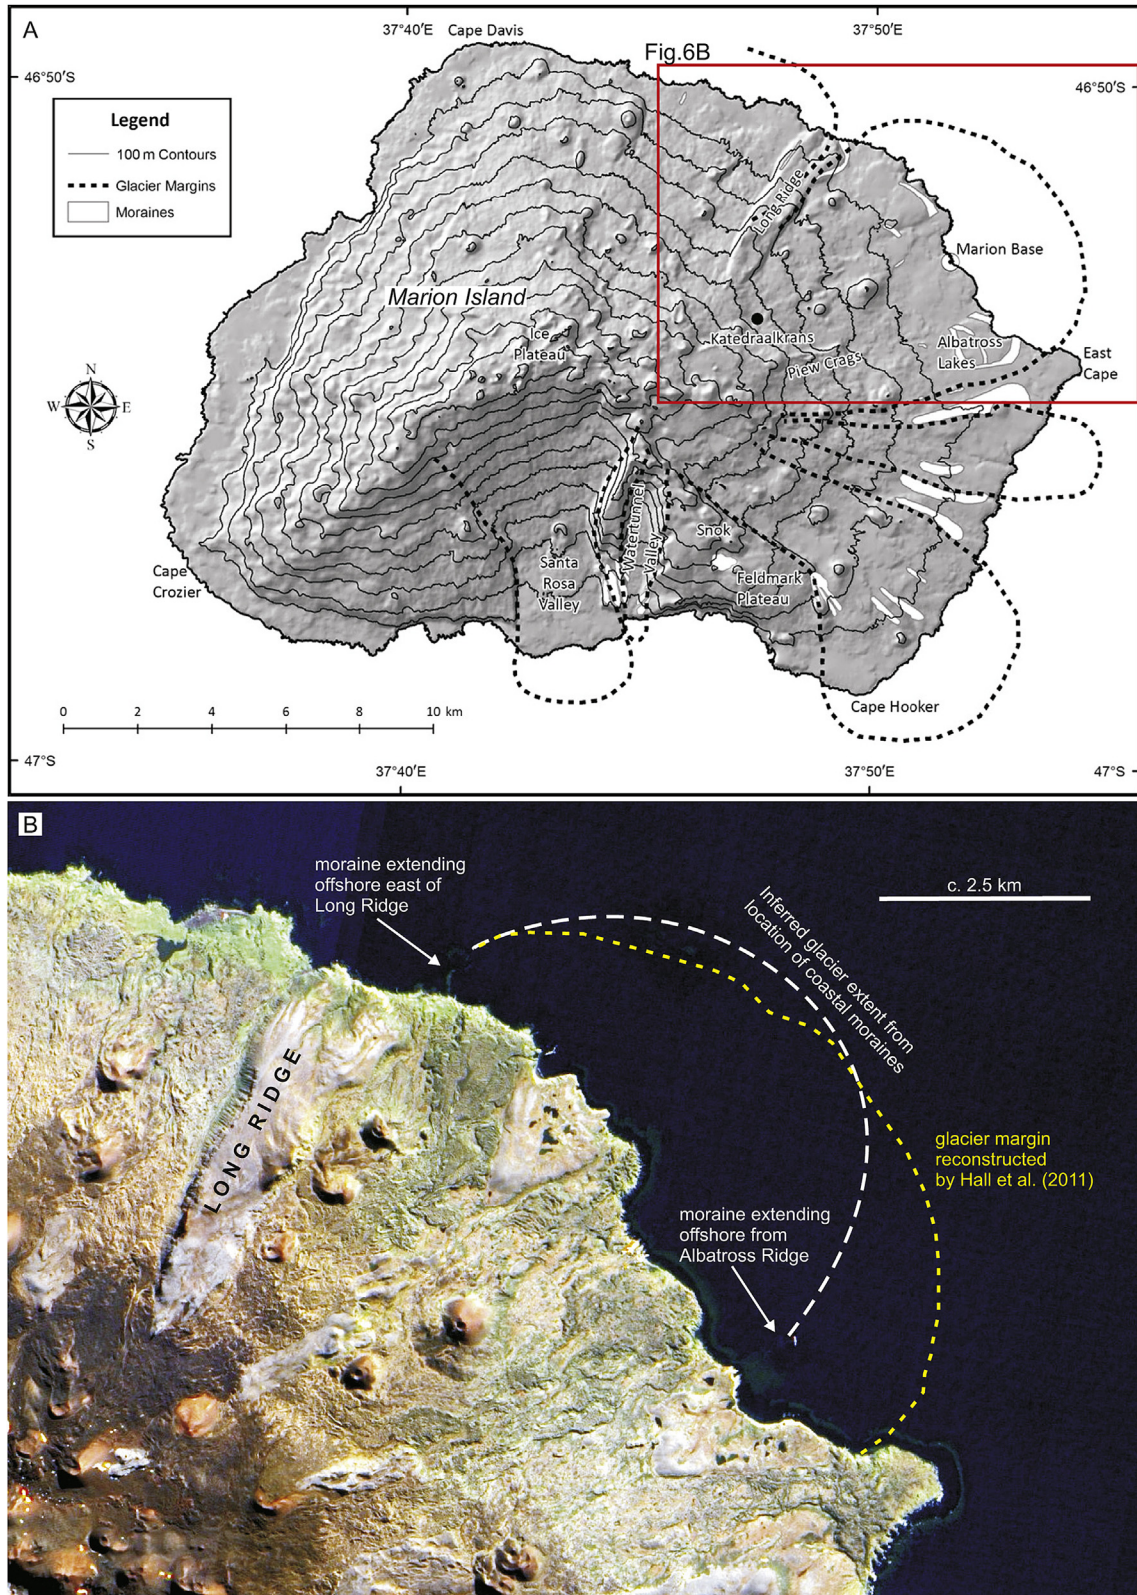 A
37°40'E
37°50'E
Cape Davis
Fig.6B
46°50'S
46°50'S
Legend
100 m Contours
Glacier Margins
Moraines
Long Ridge
Marion Base
Marion Island
Ice
Plateau
Katedraalkrans
Albatross
Lakes
East
Cape
Piew Crags
N
W
E
S
Watertunnel
Valley
Snok
Santa
Rosa
Valley
Feldmark
Plateau
Cape
Crozier
Cape Hooker
0 2 4 6 8 10 km
47°S
37°40'E
37°50'E
47°S
B
moraine extending
offshore east of
Long Ridge
c. 2.5 km
Inferred glacier extent from
location of coastal moraines
LONG RIDGE
glacier margin
reconstructed
by Hall et al. (2011)
moraine extending
offshore from
Albatross Ridge